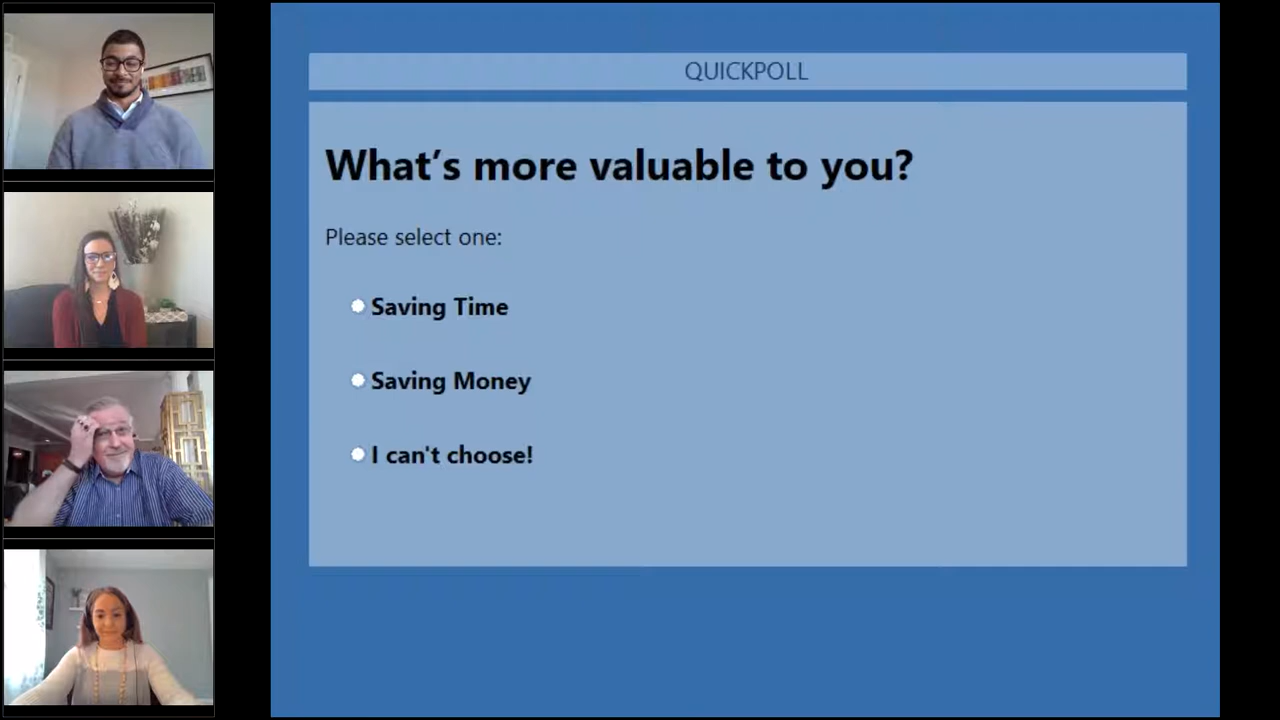 QUICKPOLL
What’s more valuable to you?
Please select one:
Saving Time
Saving Money
I can't choose!